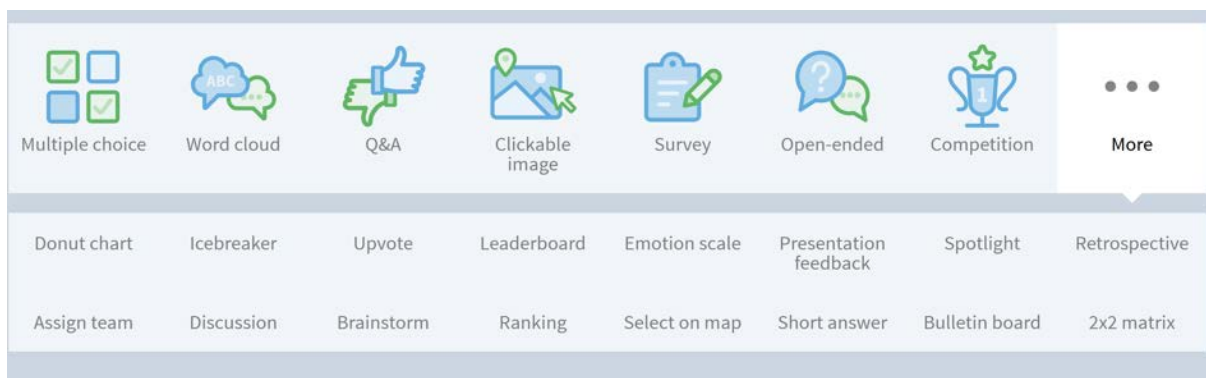 ABC
1
Multiple choice Word cloud Q&A Clickable Survey Open-ended Competition More
image
Donut chart Icebreaker Upvote Leaderboard Emotion scale Presentation Spotlight Retrospective
feedback
Assign team Discussion Brainstorm Ranking Select on map Short answer Bulletin board 2x2 matrix